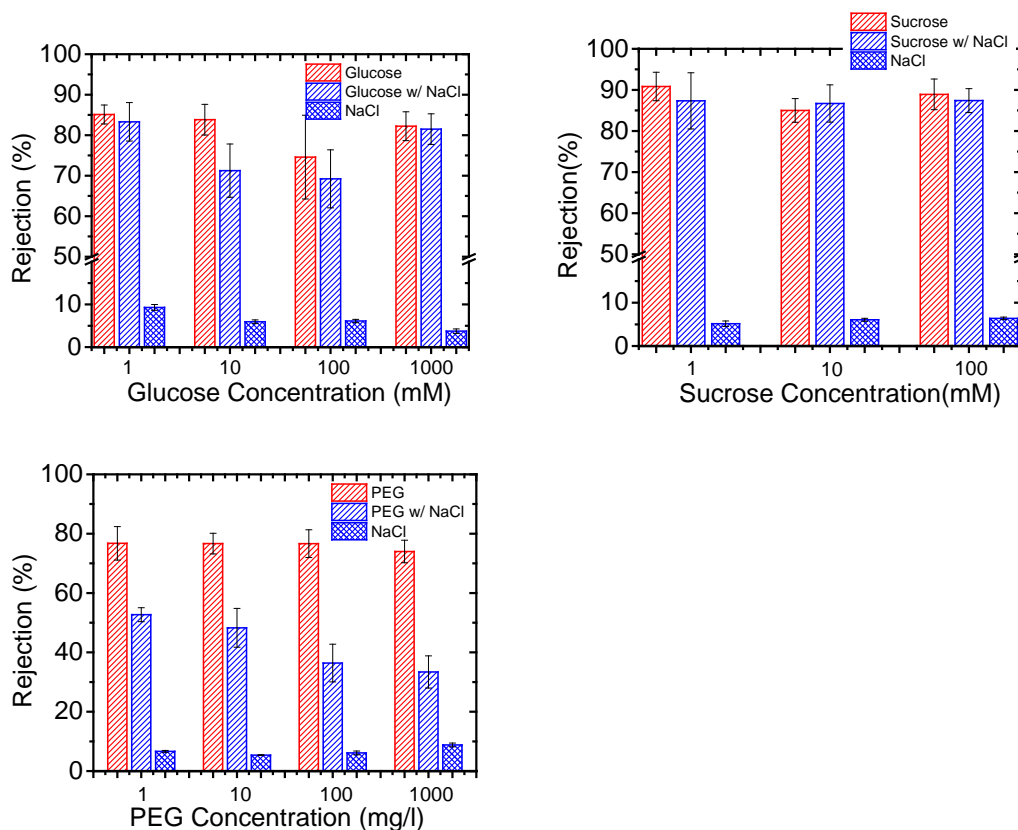 Rejection (%)
100
90
80
70
60
50
10
0
Glucose
Glucose w/ NaCl
NaCl
1 10 100 1000
Glucose Concentration (mM)
Rejection(%)
100
90
80
70
60
50
10
0
Sucrose
Sucrose w/ NaCl
NaCl
1 10 100
Sucrose Concentration(mM)
Rejection (%)
100
80
60
40
20
0
PEG
PEG w/ NaCl
NaCl
1 10 100 1000
PEG Concentration (mg/l)